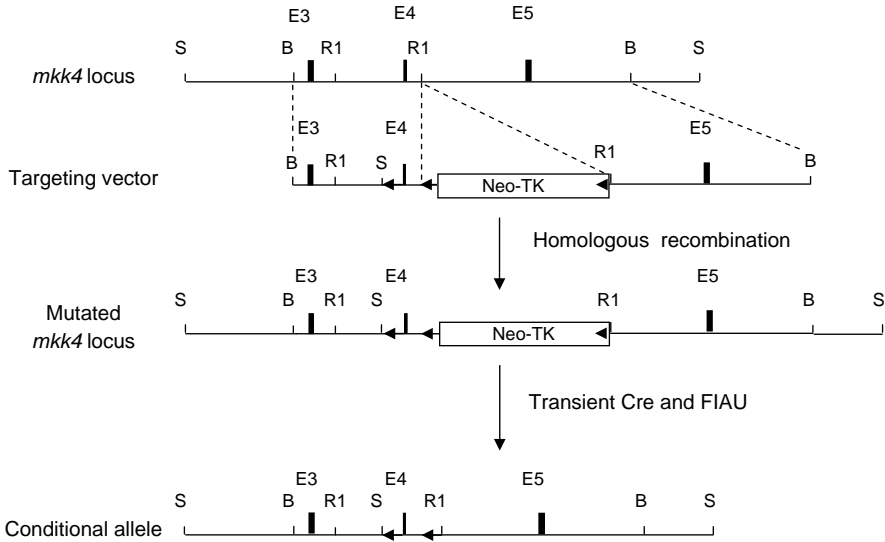 E3 E4 E5
S B R1 R1 B S
mkk4 locus
E3 E4 E5
B R1 S R1 B
Targeting vector Neo-TK
Homologous recombination
E3 E4 E5
S B R1 S R1 B S
Mutated
mkk4 locus
Neo-TK
Transient Cre and FIAU
E3 E4 E5
S B R1 S R1 B S
Conditional allele